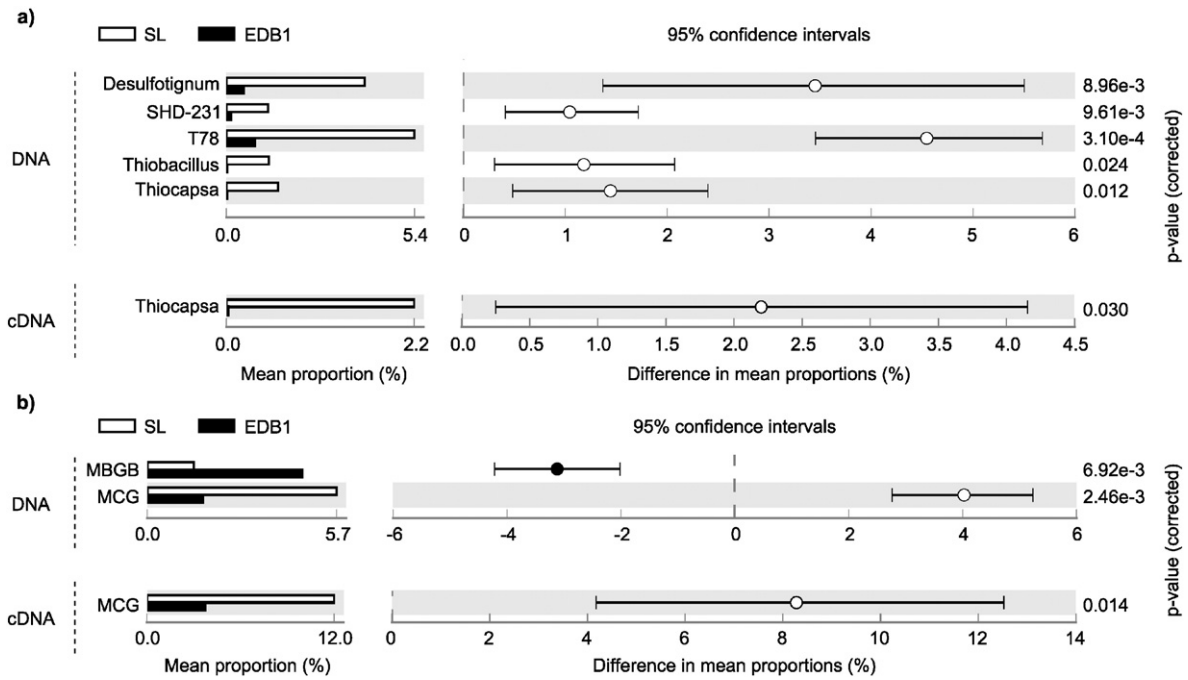 a)
SL EDB1 95% confidence intervals
DNA
Desulfotignum 8.96e-3
SHD-231 9.61e-3
T78 3.10e-4
Thiobacillus 0.024
Thiocapsa 0.012
0.0 5.4 0 1 2 3 4 5 6
p-value (corrected)
cDNA
Thiocapsa 0.030
0.0 2.2 0.0 0.5 1.0 1.5 2.0 2.5 3.0 3.5 4.0 4.5
Mean proportion (%) Difference in mean proportions (%)
b)
SL EDB1 95% confidence intervals
DNA
MBGB 6.92e-3
MCG 2.46e-3
0.0 5.7 -6 -4 -2 0 2 4 6
p-value (corrected)
cDNA
MCG 0.014
0.0 12.0 0 2 4 6 8 10 12 14
Mean proportion (%) Difference in mean proportions (%)